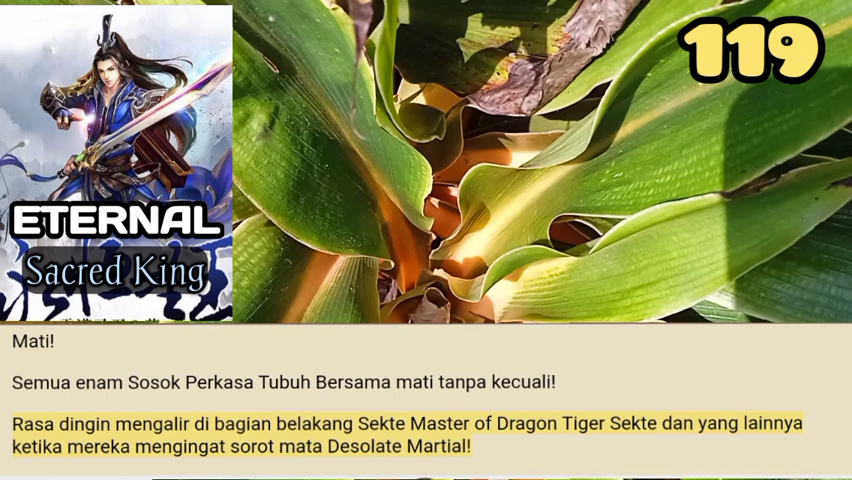 119
ETERNAL
Sacred King
Mati!
Semua enam Sosok Perkasa Tubuh Bersama mati tanpa kecuali!
Rasa dingin mengalir di bagian belakang Sekte Master of Dragon Tiger Sekte dan yang lainnya
ketika mereka mengingat sorot mata Desolate Martial!